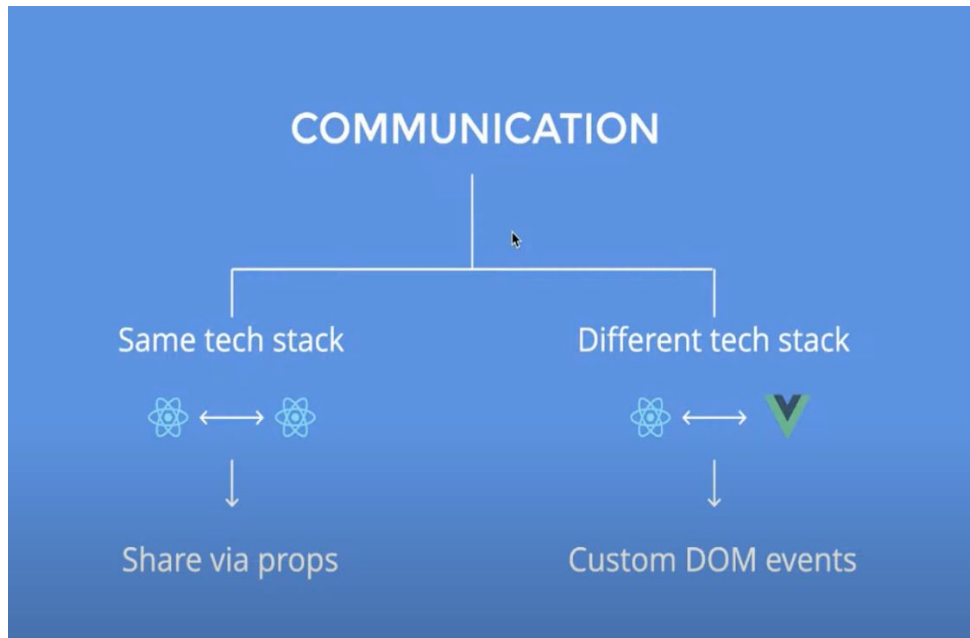 COMMUNICATION
Same tech stack
Different tech stack
Share via props
Custom DOM events